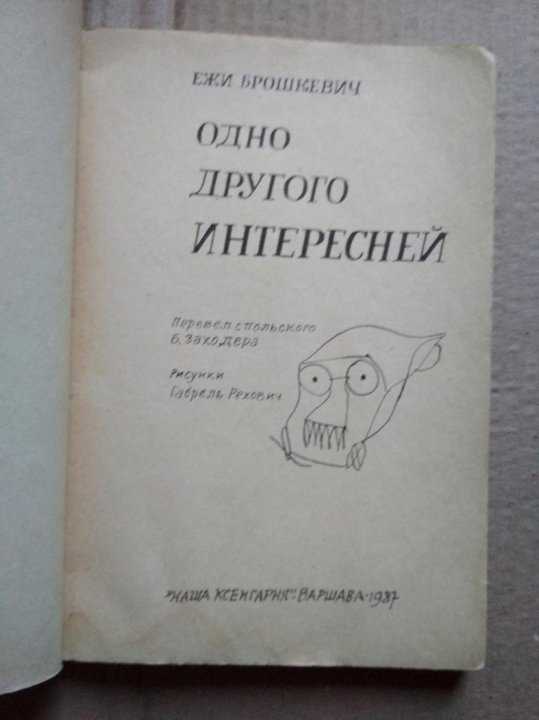 ЕЖИ БРОШКЕВИЧ
ОДНО
ДРУГОГО
ИНТЕРЕСНЕЙ
Перевел с польского
Б. Заходера
Рисунки
Габрель Рехович
„НАША КСЕНГАРНЯ" ВАРШАВА-1987